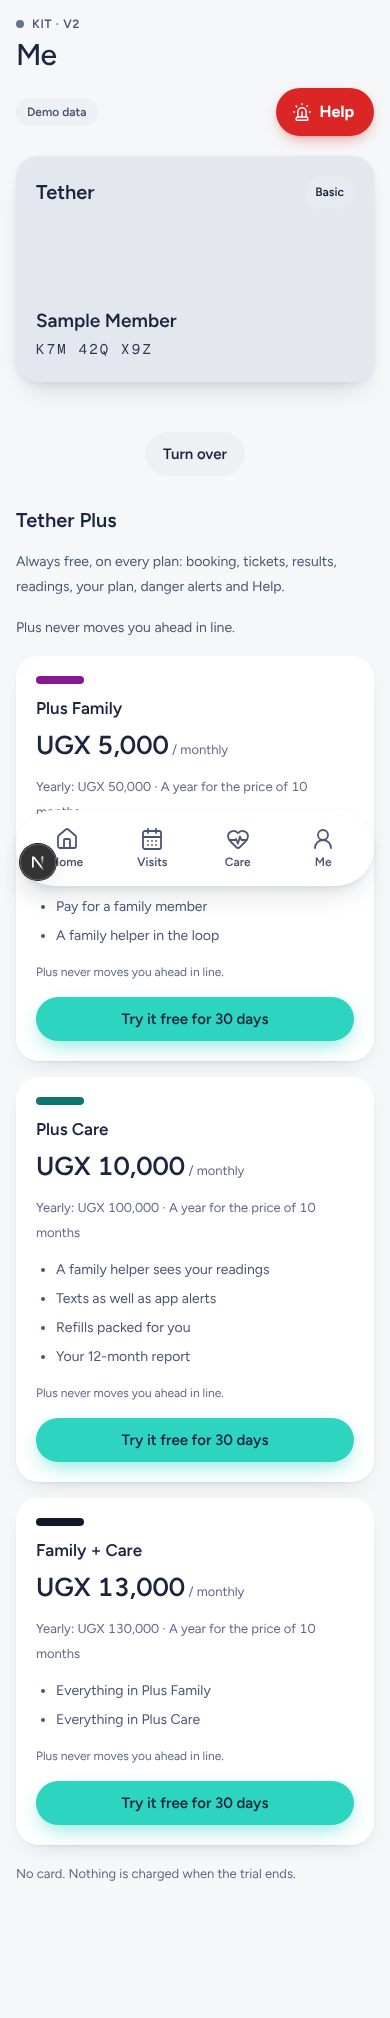 KIT · V2
Me
Demo data
Help
Tether
Basic
Sample Member
K7M 42Q X9Z
Turn over
Tether Plus
Always free, on every plan: booking, tickets, results,
readings, your plan, danger alerts and Help.
Plus never moves you ahead in line.
Plus Family
UGX 5,000 / monthly
Yearly: UGX 50,000 · A year for the price of 10
Visits
Care
Me
Pay for a family member
A family helper in the loop
Plus never moves you ahead in line.
Try it free for 30 days
Plus Care
UGX 10,000 / monthly
Yearly: UGX 100,000 · A year for the price of 10
months
• A family helper sees your readings
• Texts as well as app alerts
• Refills packed for you
• Your 12-month report
Plus never moves you ahead in line.
Try it free for 30 days
Family + Care
UGX 13,000 / monthly
Yearly: UGX 130,000 · A year for the price of 10
months
• Everything in Plus Family
• Everything in Plus Care
Plus never moves you ahead in line.
Try it free for 30 days
No card. Nothing is charged when the trial ends.